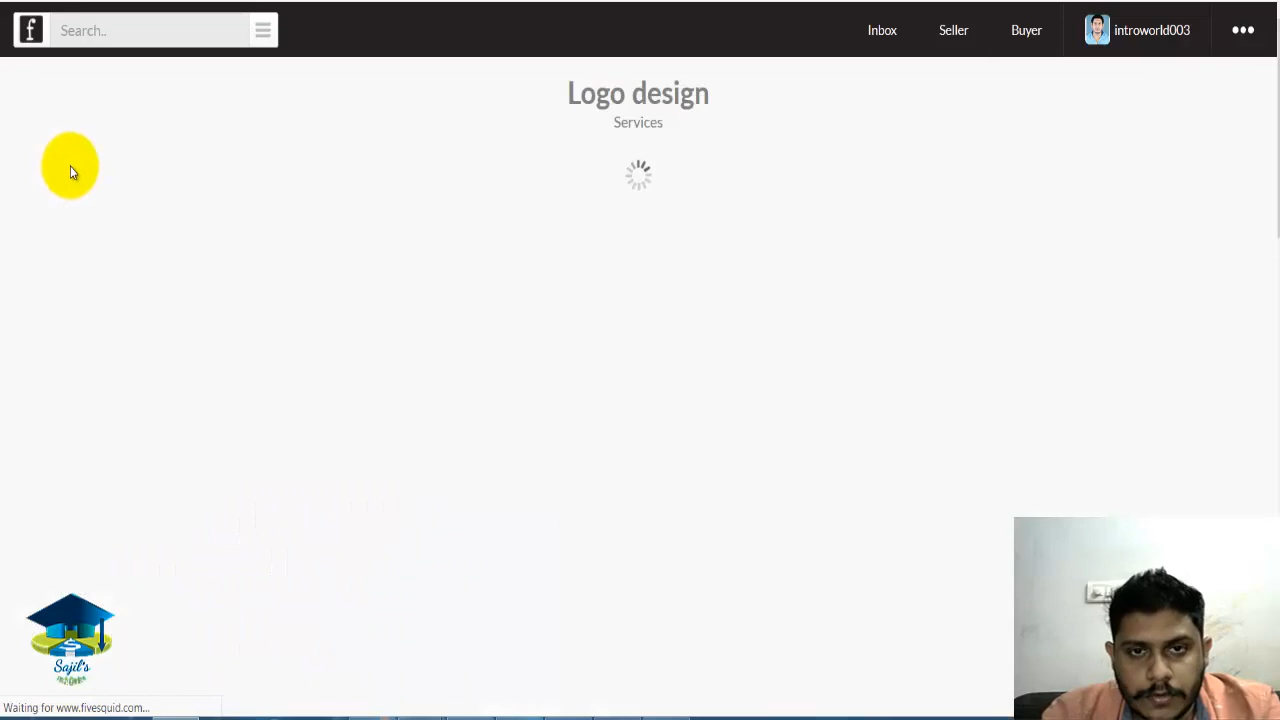 f Search.. Inbox Seller Buyer introworld003
Logo design
Services
Sajil's
Waiting for www.fivesquid.com...